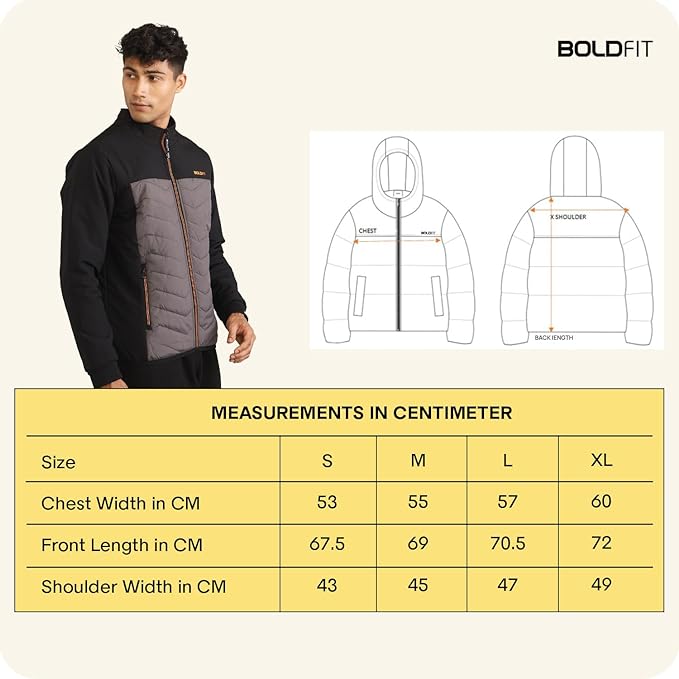 BOLDFIT
BOLDFIT
CHEST
BOLDFIT
X SHOULDER
BACK lENGTH
MEASUREMENTS IN CENTIMETER
Size S M L XL
Chest Width in CM 53 55 57 60
Front Length in CM 67.5 69 70.5 72
Shoulder Width in CM 43 45 47 49